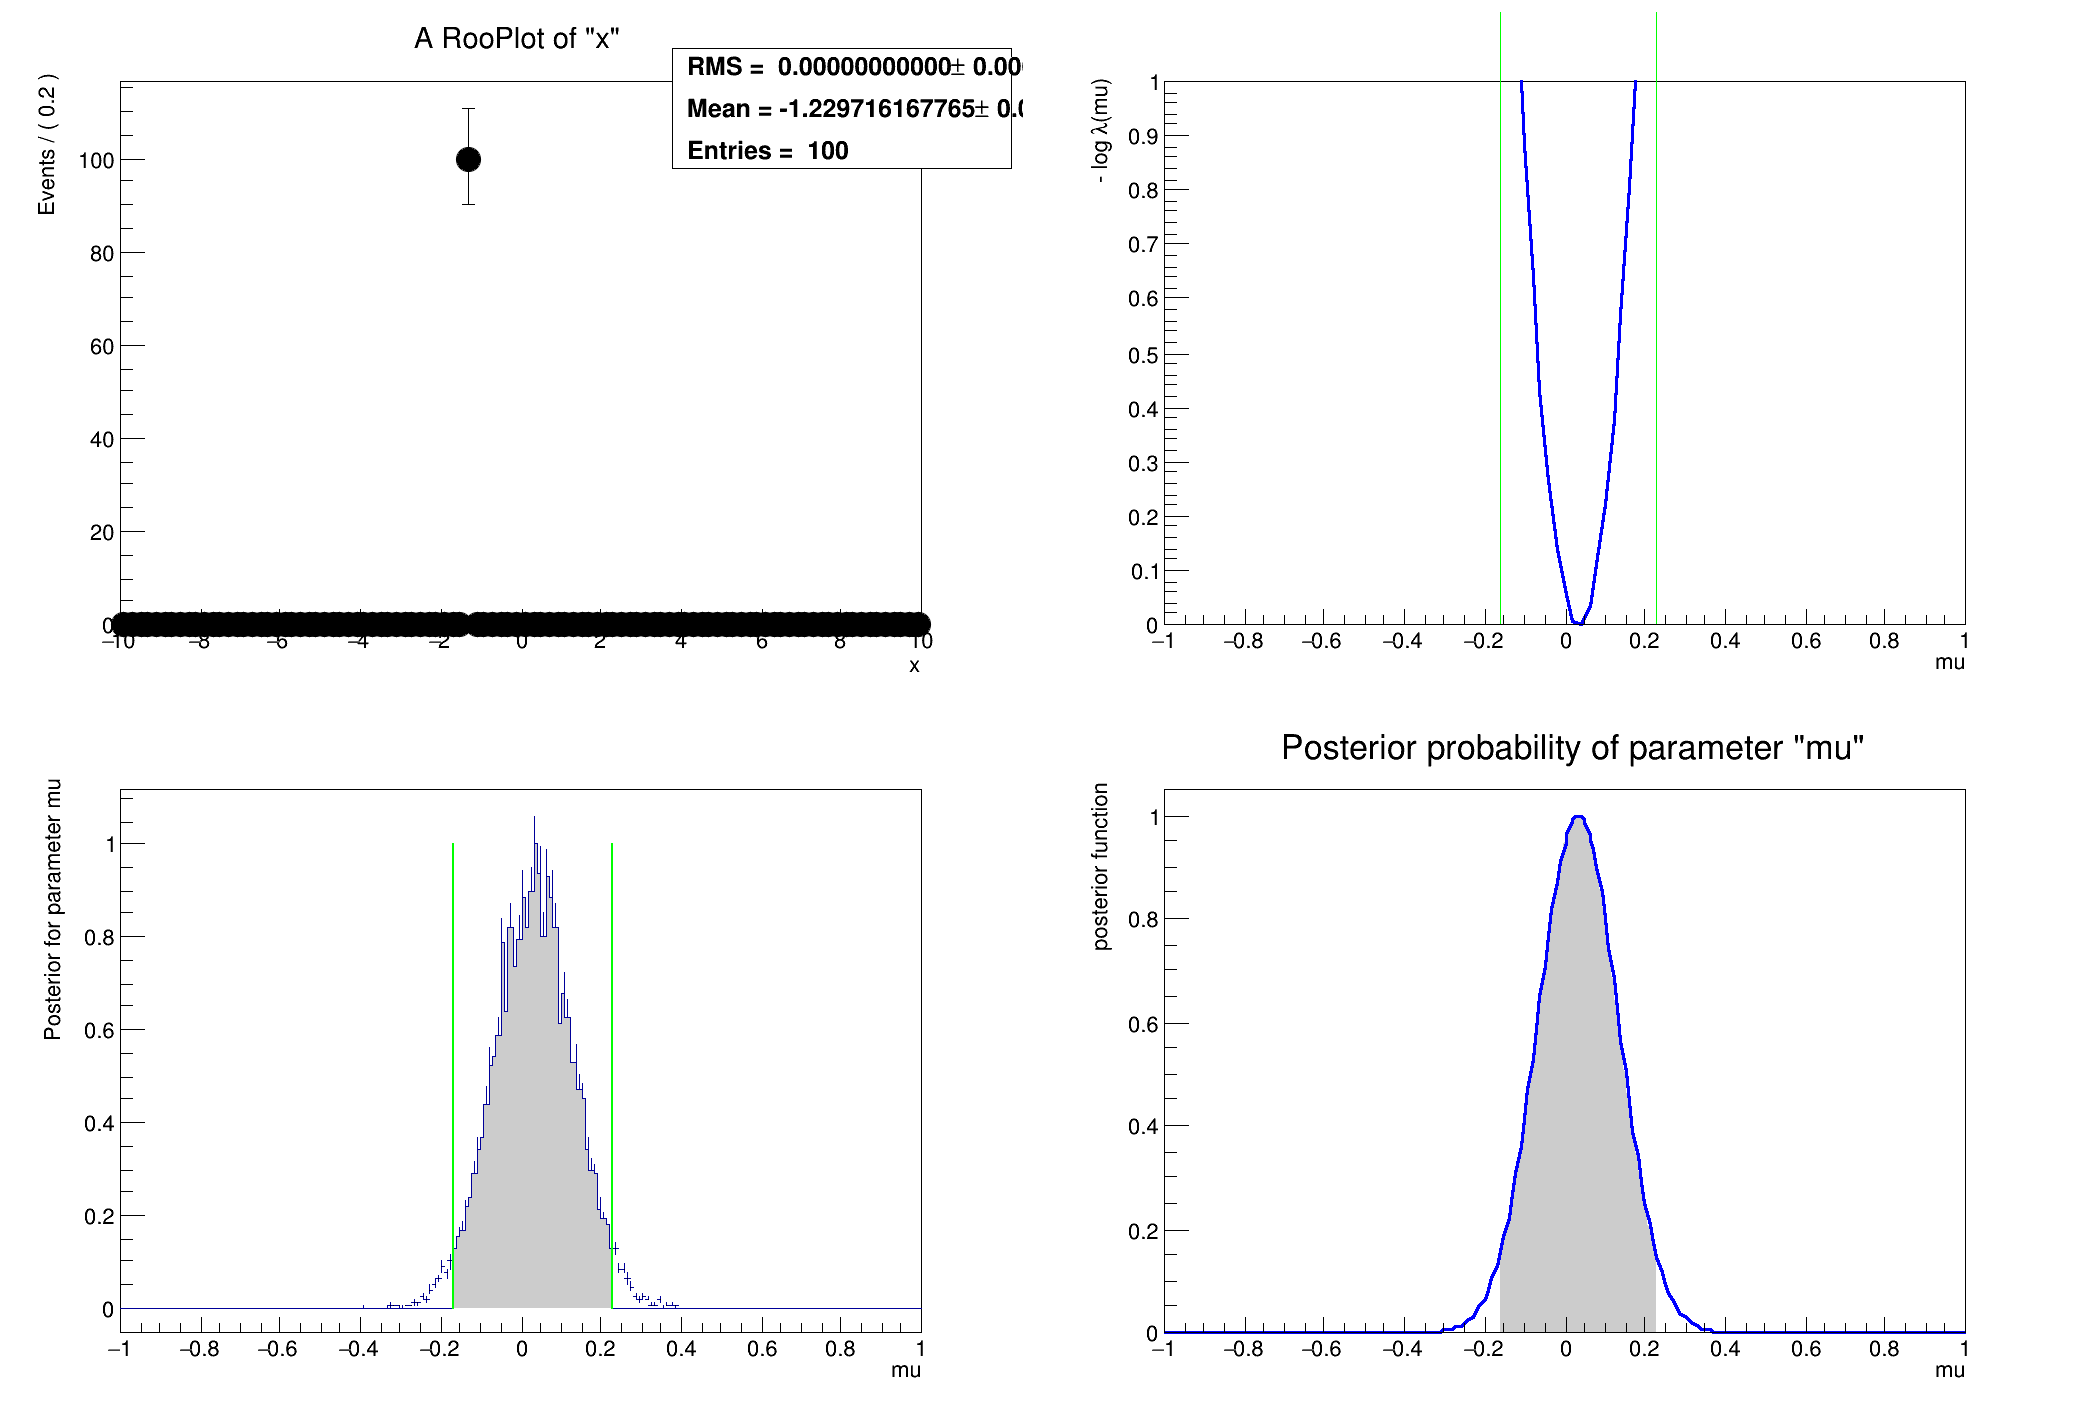 A RooPlot of "x"
Events / ( 0.2 )
RMS = 0.00000000000± 0.00
Mean = -1.229716167765± 0.0
Entries = 100
100
80
60
40
20
0
−10 −8 −6 −4 −2 0 2 4 6 8 10
x
- log λ(mu)
1
0.9
0.8
0.7
0.6
0.5
0.4
0.3
0.2
0.1
0
−1 −0.8 −0.6 −0.4 −0.2 0 0.2 0.4 0.6 0.8 1
mu
Posterior for parameter mu
1
0.8
0.6
0.4
0.2
0
−1 −0.8 −0.6 −0.4 −0.2 0 0.2 0.4 0.6 0.8 1
mu
Posterior probability of parameter "mu"
posterior function
1
0.8
0.6
0.4
0.2
0
−1 −0.8 −0.6 −0.4 −0.2 0 0.2 0.4 0.6 0.8 1
mu